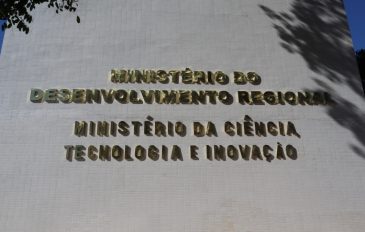 MINISTÉRIO DO
DESENVOLVIMENTO REGIONAL
MINISTÉRIO DA CIÊNCIA,
TECNOLOGIA E INOVAÇÃO